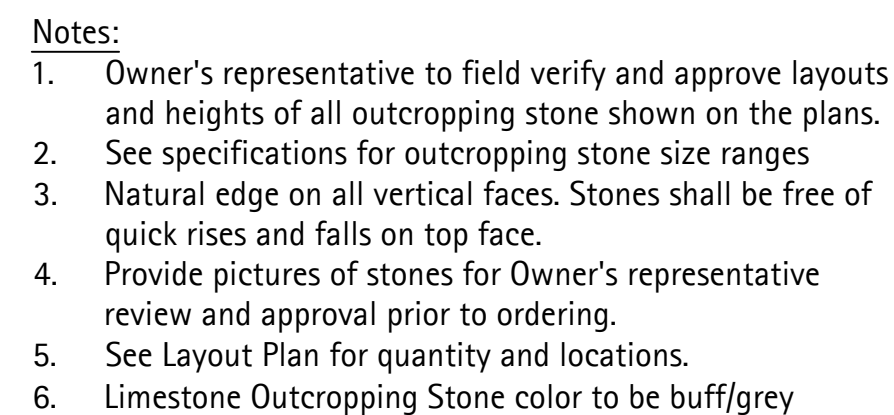 Notes:
1. Owner's representative to field verify and approve layouts
and heights of all outcropping stone shown on the plans.
2. See specifications for outcropping stone size ranges
3. Natural edge on all vertical faces. Stones shall be free of
quick rises and falls on top face.
4. Provide pictures of stones for Owner's representative
review and approval prior to ordering.
5. See Layout Plan for quantity and locations.
6. Limestone Outcropping Stone color to be buff/grey